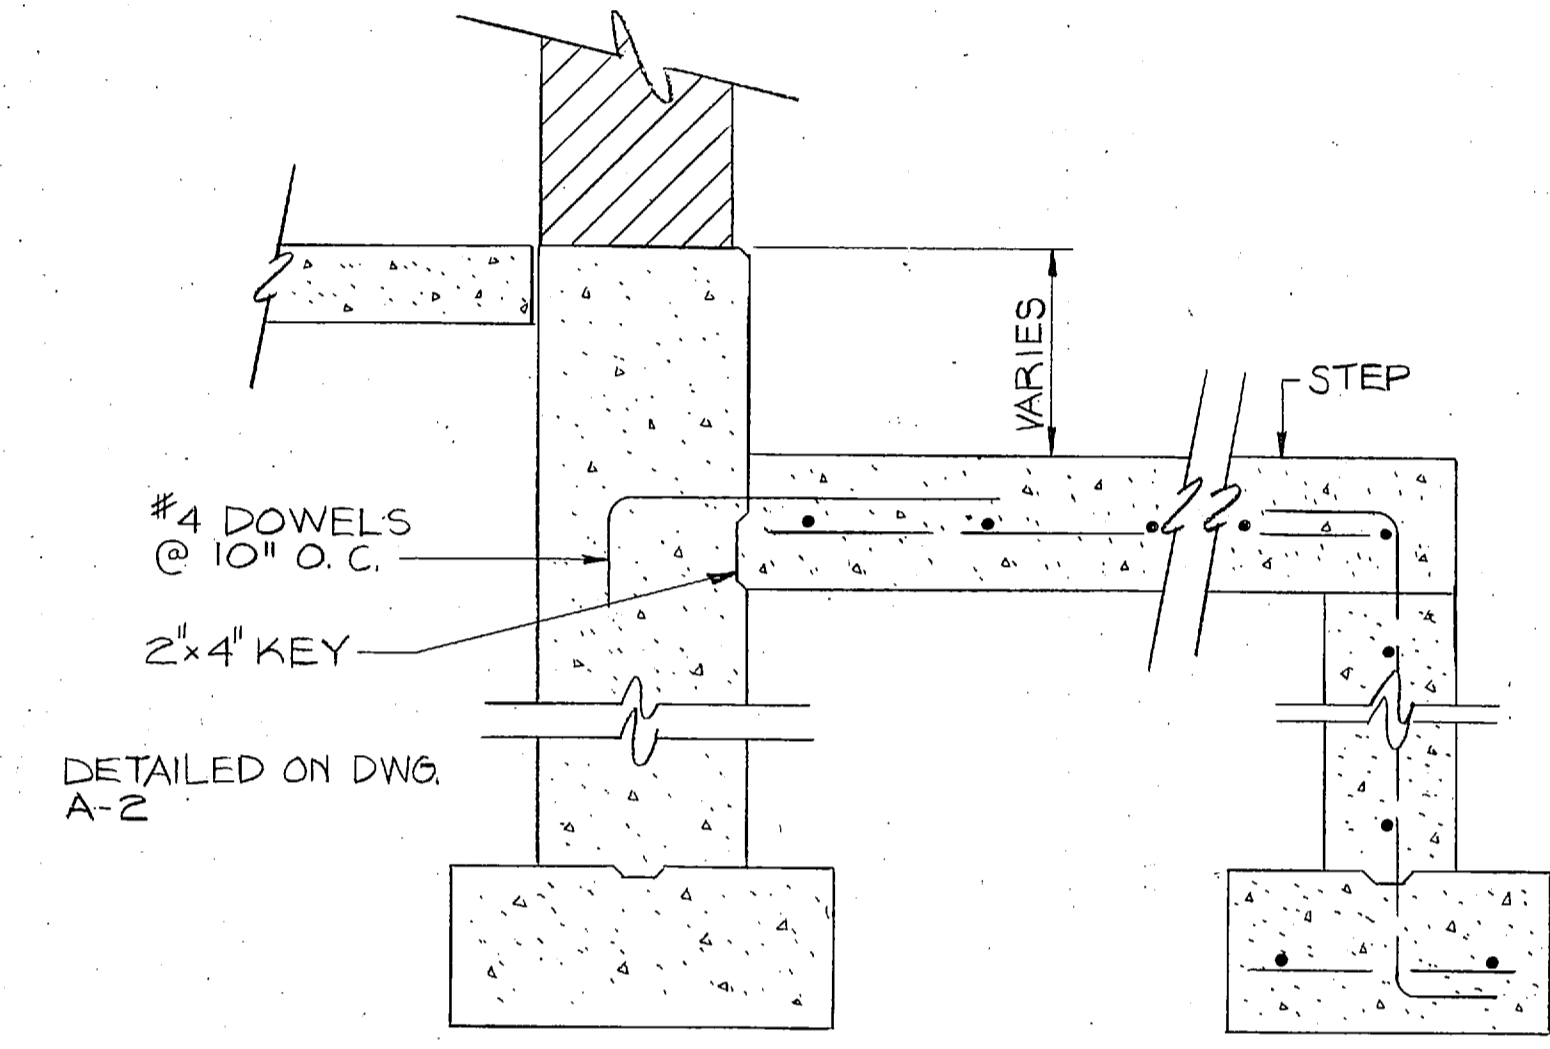 VARIES
STEP
#4 DOWELS
@ 10" O.C.
2"x4" KEY
DETAILED ON DWG.
A-2